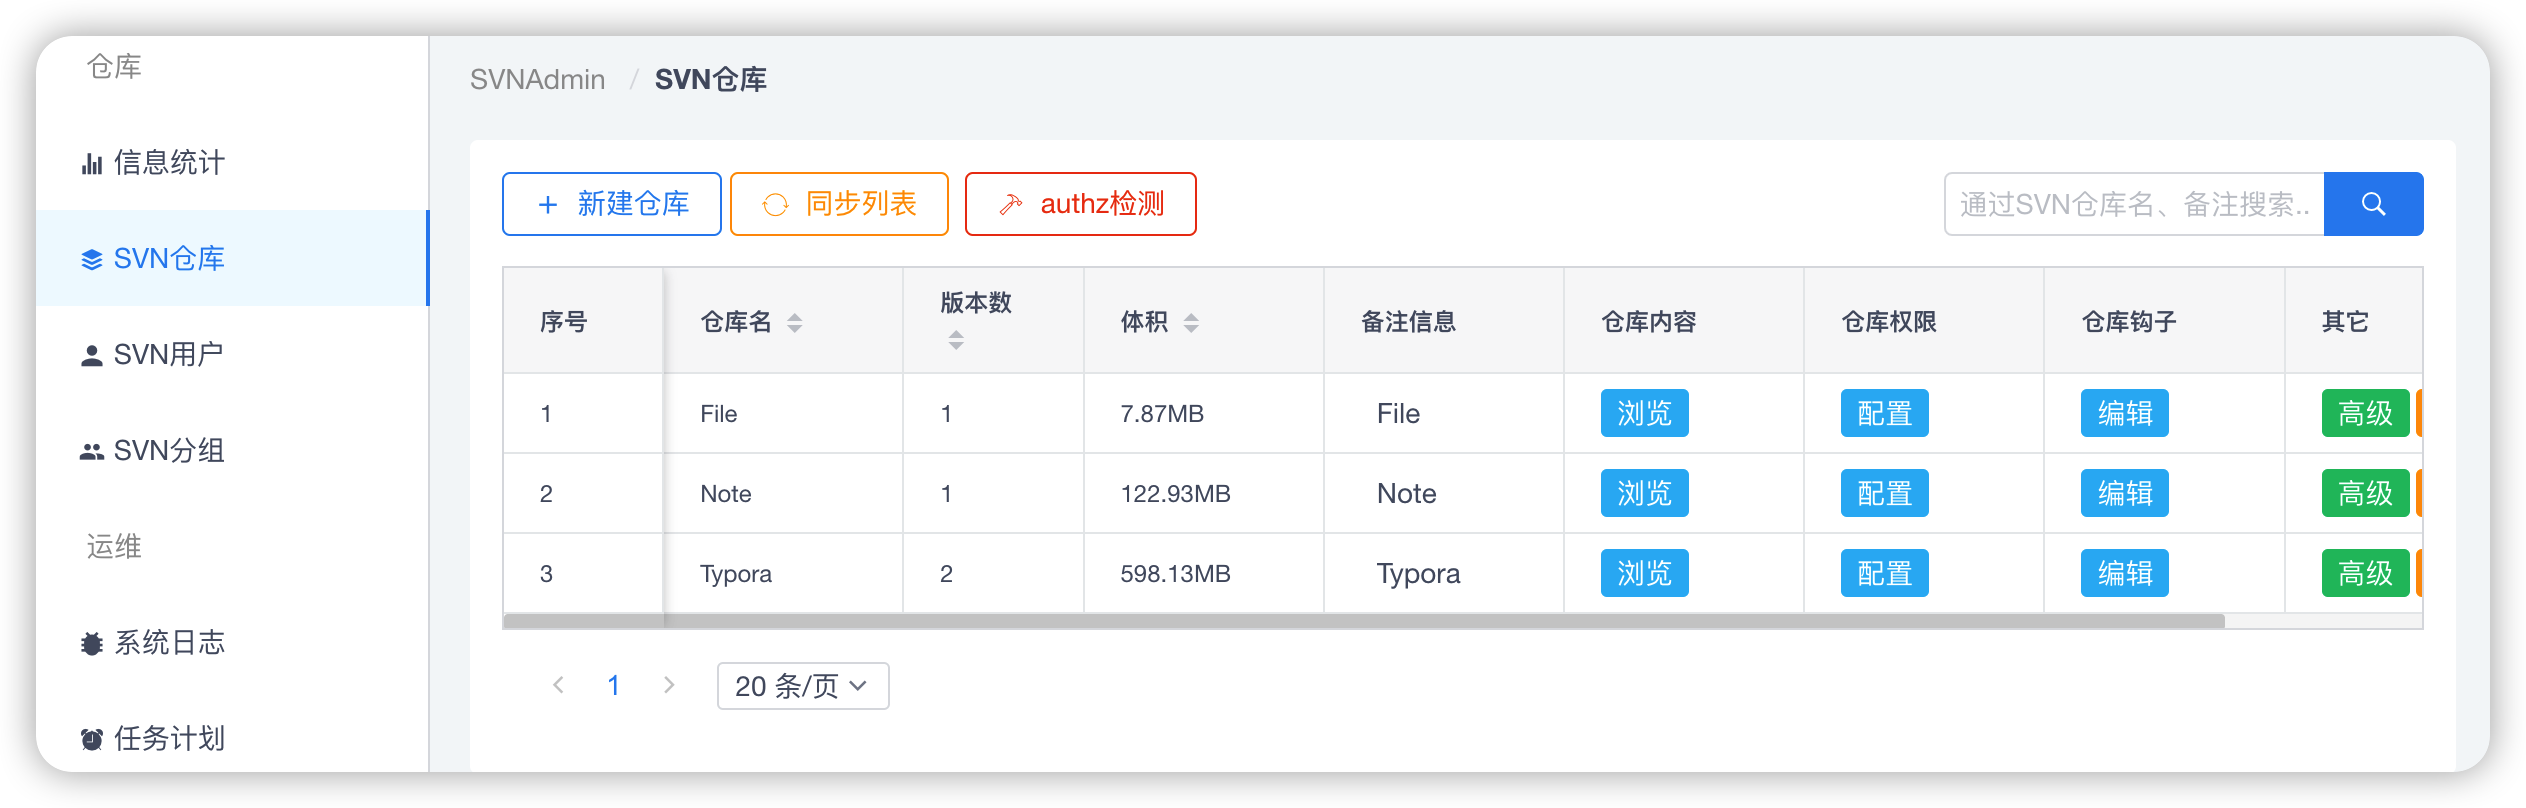 仓库
信息统计
SVN仓库
SVN用户
SVN分组
运维
系统日志
任务计划
SVNAdmin / SVN仓库
+ 新建仓库 同步列表 authz检测 通过SVN仓库名、备注搜索..
序号 仓库名 版本数 体积 备注信息 仓库内容 仓库权限 仓库钩子 其它
1 File 1 7.87MB File 浏览 配置 编辑 高级
2 Note 1 122.93MB Note 浏览 配置 编辑 高级
3 Typora 2 598.13MB Typora 浏览 配置 编辑 高级
1 20 条/页